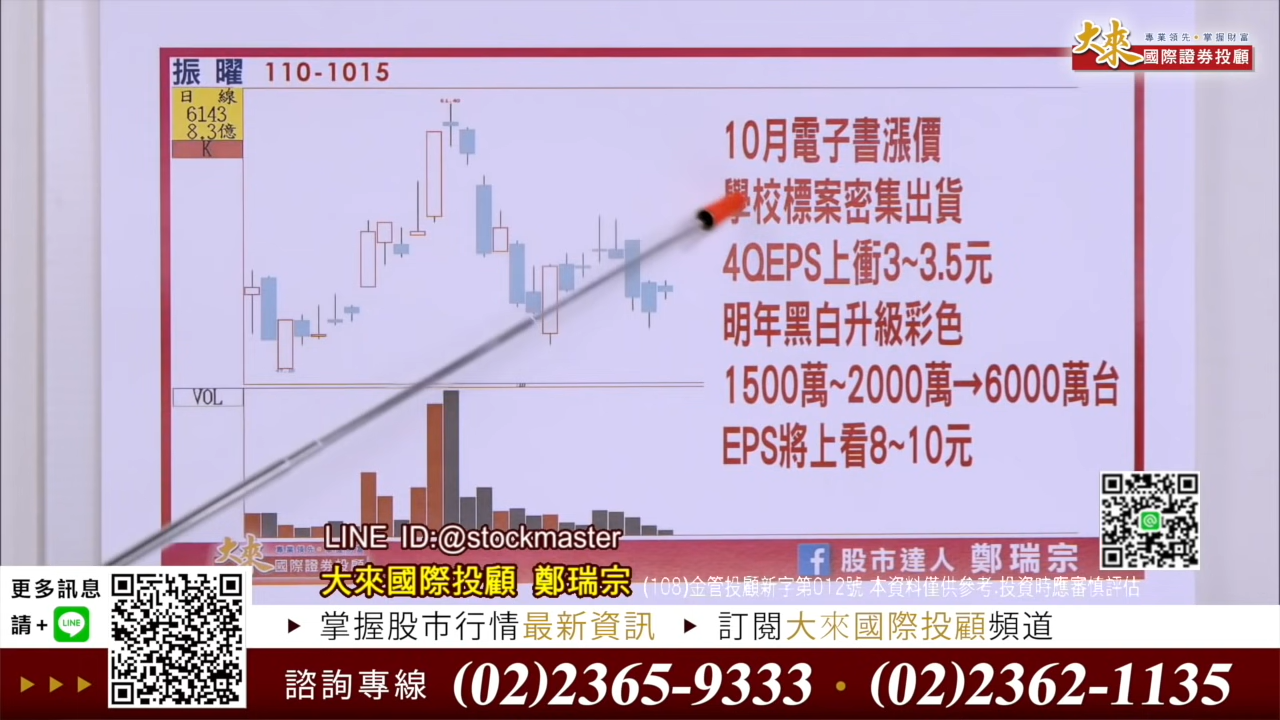 大來
專業領先•掌握財富
國際證券投顧
振曜 110-1015
日線
6143
8.3億
K
10月電子書漲價
學校標案密集出貨
4QEPS上衝3~3.5元
明年黑白升級彩色
1500萬~2000萬→6000萬台
EPS將上看8~10元
VOL
LINE ID:@stockmaster
大來
國際證券投顧
股市達人 鄭瑞宗
大來國際投顧 鄭瑞宗 (108)金管投顧新字第012號 本資料僅供參考.投資時應審慎評估
更多訊息
請+ LINE
掌握股市行情最新資訊 訂閱大來國際投顧頻道
諮詢專線 (02)2365-9333 • (02)2362-1135